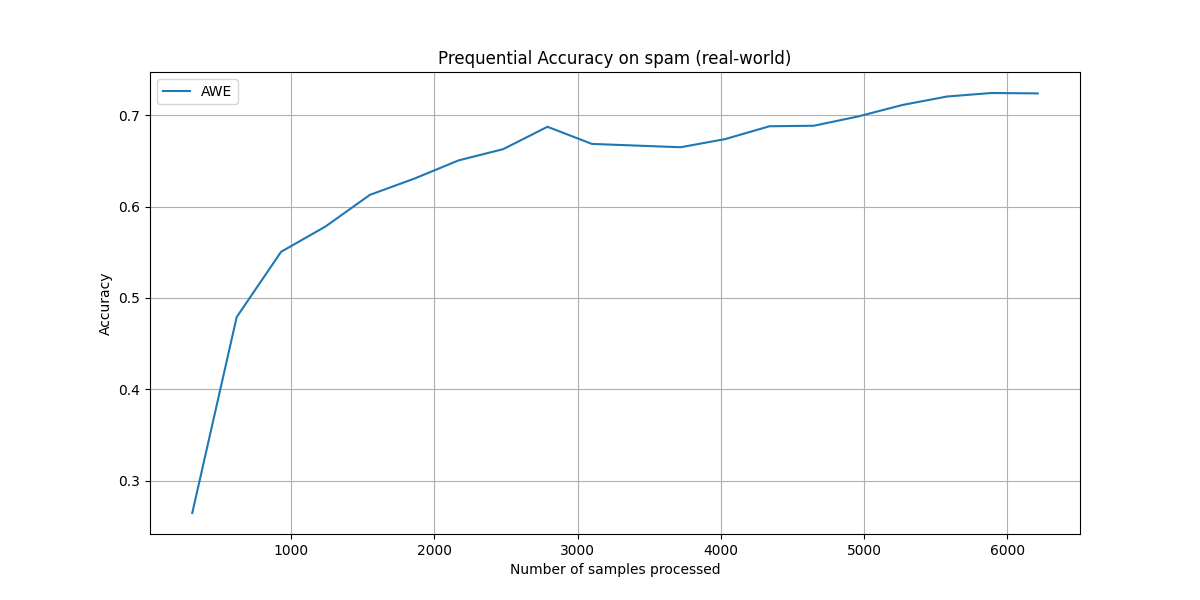 Prequential Accuracy on spam (real-world)
AWE
0.7
0.6
0.5
0.4
0.3
Accuracy
1000 2000 3000 4000 5000 6000
Number of samples processed